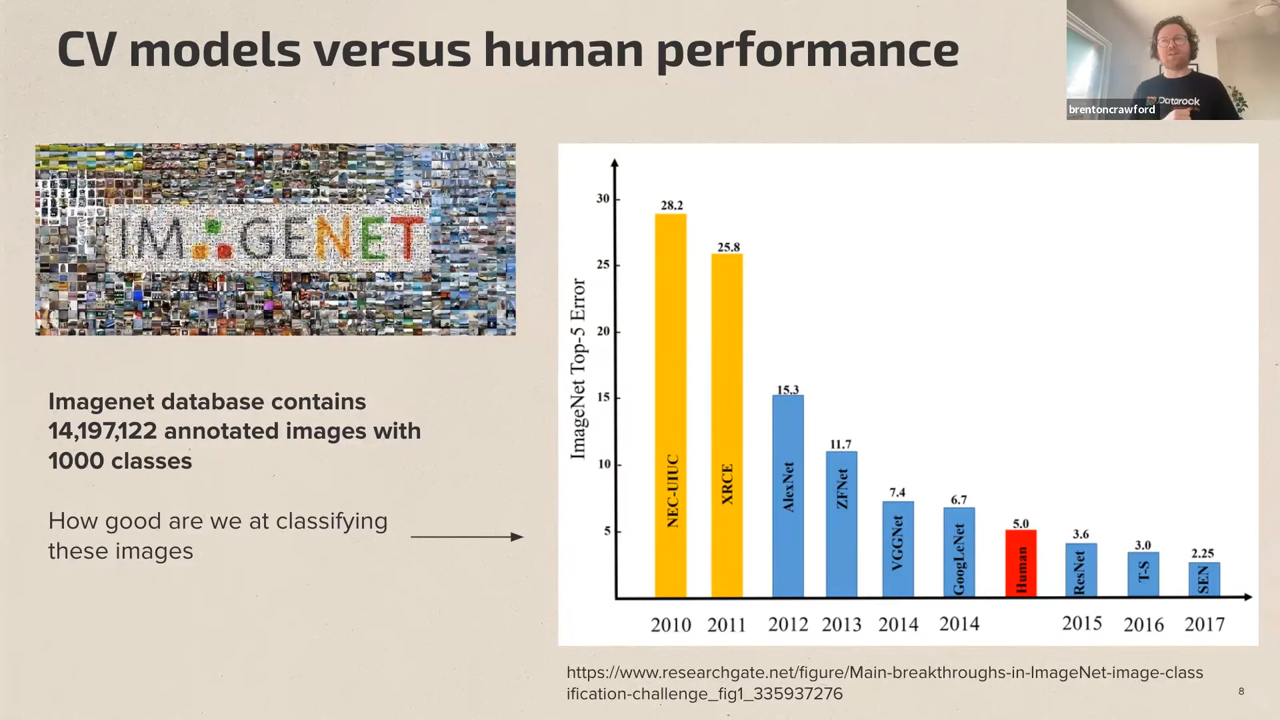 CV models versus human performance
Datarock
brentoncrawford
IMAGENET
Imagenet database contains
14,197,122 annotated images with
1000 classes
How good are we at classifying
these images
ImageNet Top-5 Error
30
25
20
15
10
5
28.2
25.8
15.3
11.7
7.4
6.7
5.0
3.6
3.0
2.25
NEC-UIUC
XRCE
AlexNet
ZFNet
VGGNet
GoogLeNet
Human
ResNet
T-S
SEN
2010 2011 2012 2013 2014 2014 2015 2016 2017
https://www.researchgate.net/figure/Main-breakthroughs-in-ImageNet-image-class
ification-challenge_fig1_335937276
8